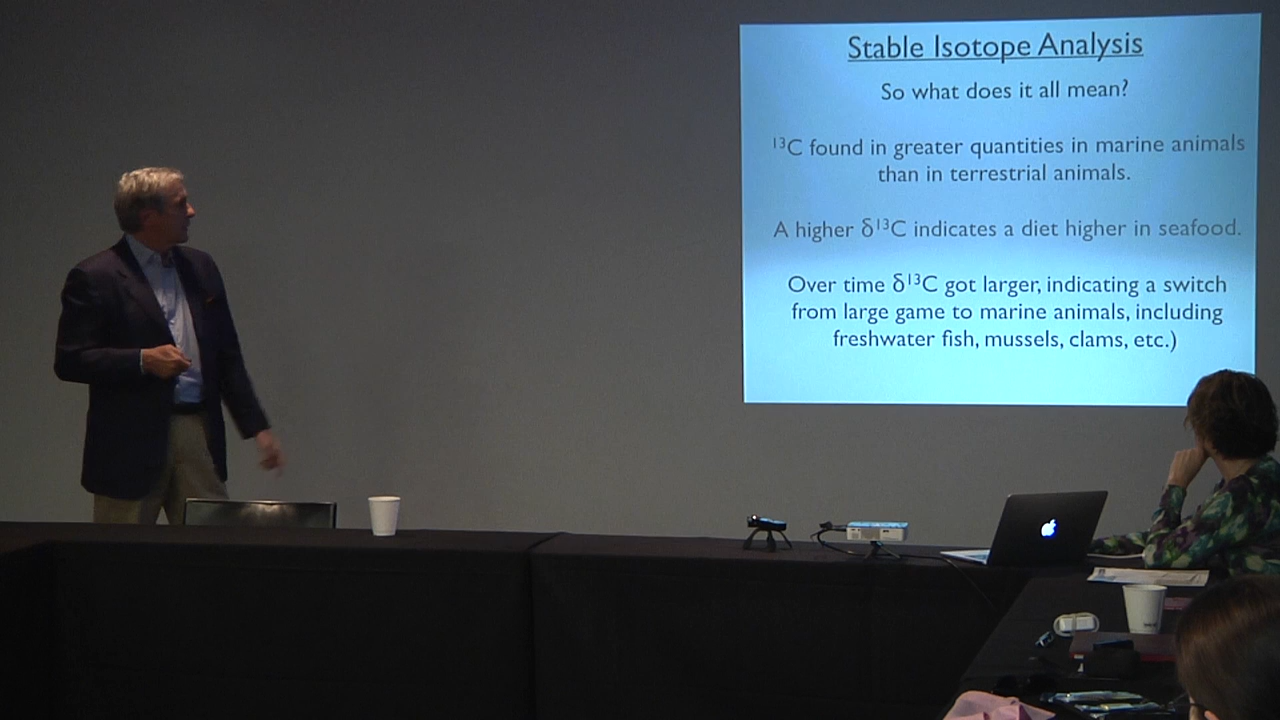 Stable Isotope Analysis
So what does it all mean?
¹³C found in greater quantities in marine animals
than in terrestrial animals.
A higher δ¹³C indicates a diet higher in seafood.
Over time δ¹³C got larger, indicating a switch
from large game to marine animals, including
freshwater fish, mussels, clams, etc.)